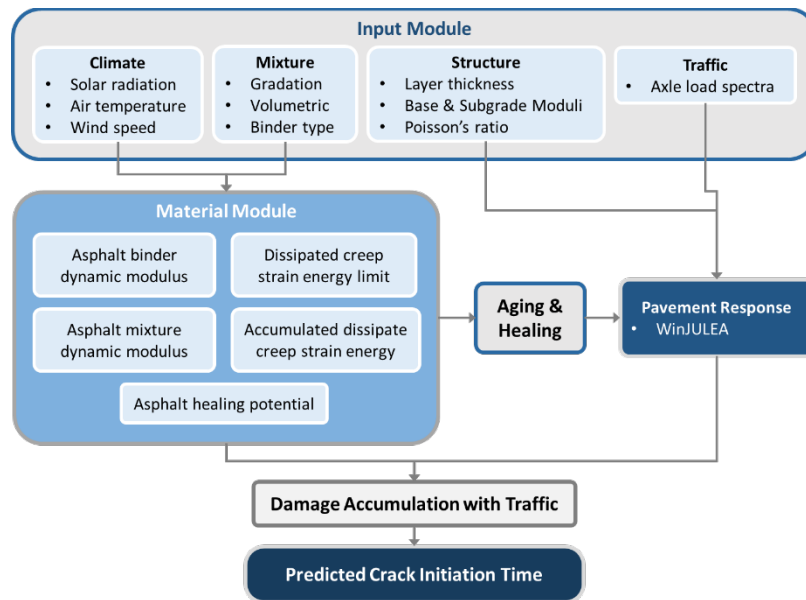 Input Module
Climate
• Solar radiation
• Air temperature
• Wind speed
Mixture
• Gradation
• Volumetric
• Binder type
Structure
• Layer thickness
• Base & Subgrade Moduli
• Poisson's ratio
Traffic
• Axle load spectra
Material Module
Asphalt binder
dynamic modulus
Dissipated creep
strain energy limit
Asphalt mixture
dynamic modulus
Accumulated dissipate
creep strain energy
Asphalt healing potential
Aging &
Healing
Pavement Response
• WinJULEA
Damage Accumulation with Traffic
Predicted Crack Initiation Time